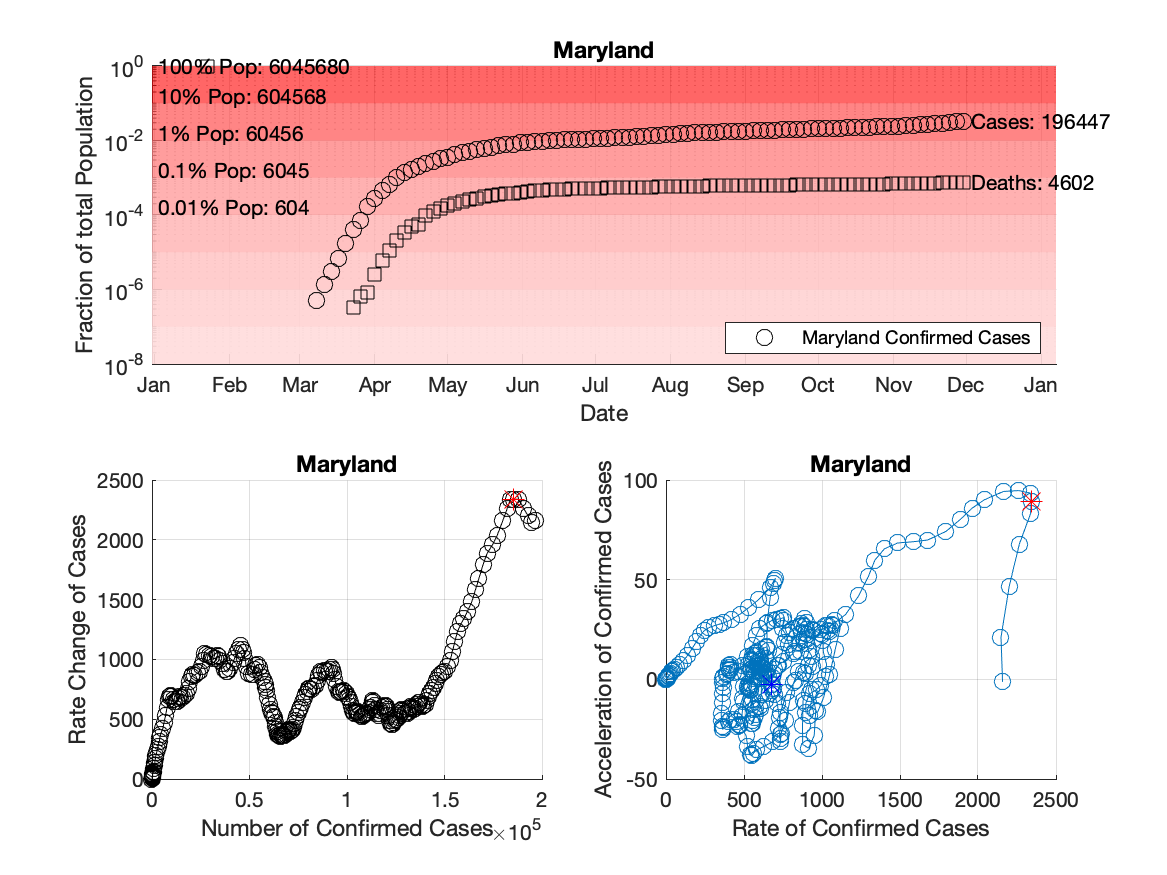 Maryland
Fraction of total Population
10^0
10^-2
10^-4
10^-6
10^-8
100% Pop: 6045680
10% Pop: 604568
1% Pop: 60456
0.1% Pop: 6045
0.01% Pop: 604
Cases: 196447
Deaths: 4602
Maryland Confirmed Cases
Jan Feb Mar Apr May Jun Jul Aug Sep Oct Nov Dec Jan
Date
Maryland
Rate Change of Cases
2500
2000
1500
1000
500
0
0 0.5 1 1.5 2
Number of Confirmed Cases ×10^5
Maryland
Acceleration of Confirmed Cases
100
50
0
-50
0 500 1000 1500 2000 2500
Rate of Confirmed Cases